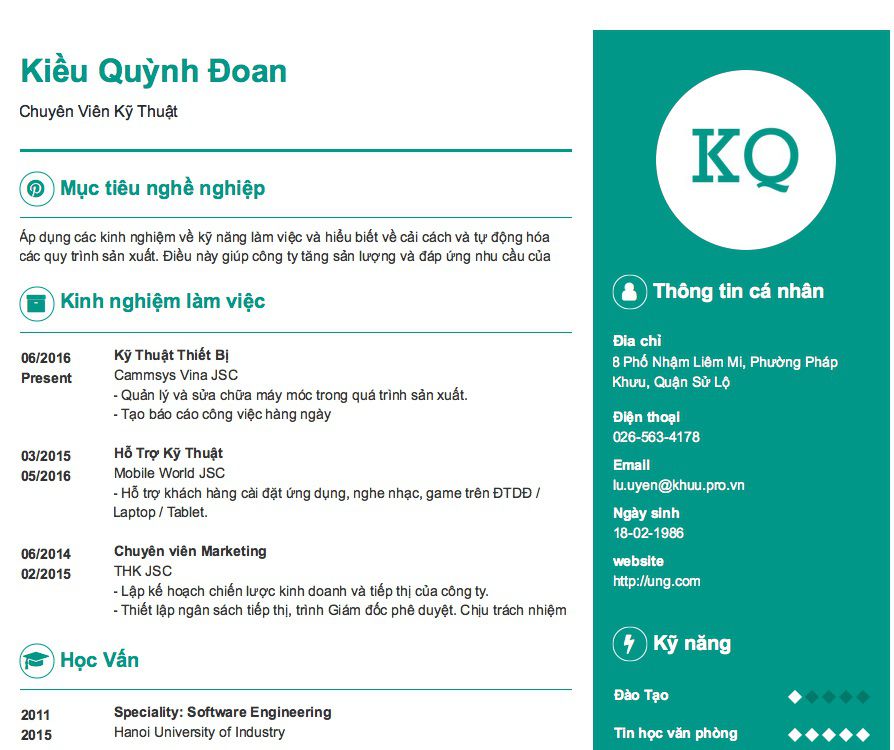 Kiều Quỳnh Đoan
Chuyên Viên Kỹ Thuật
Mục tiêu nghề nghiệp
Áp dụng các kinh nghiệm về kỹ năng làm việc và hiểu biết về cải cách và tự động hóa
các quy trình sản xuất. Điều này giúp công ty tăng sản lượng và đáp ứng nhu cầu của
Kinh nghiệm làm việc
06/2016
Present
Kỹ Thuật Thiết Bị
Cammsys Vina JSC
- Quản lý và sửa chữa máy móc trong quá trình sản xuất.
- Tạo báo cáo công việc hàng ngày
03/2015
05/2016
Hỗ Trợ Kỹ Thuật
Mobile World JSC
- Hỗ trợ khách hàng cài đặt ứng dụng, nghe nhạc, game trên ĐTDĐ /
Laptop / Tablet.
06/2014
02/2015
Chuyên viên Marketing
THK JSC
- Lập kế hoạch chiến lược kinh doanh và tiếp thị của công ty.
- Thiết lập ngân sách tiếp thị, trình Giám đốc phê duyệt. Chịu trách nhiệm
Học Vấn
2011
2015
Speciality: Software Engineering
Hanoi University of Industry
KQ
Thông tin cá nhân
Địa chỉ
8 Phố Nhậm Liêm Mi, Phường Pháp
Khưu, Quận Sử Lộ
Điện thoại
026-563-4178
Email
lu.uyen@khuu.pro.vn
Ngày sinh
18-02-1986
website
http://ung.com
Kỹ năng
Đào Tạo
Tin học văn phòng